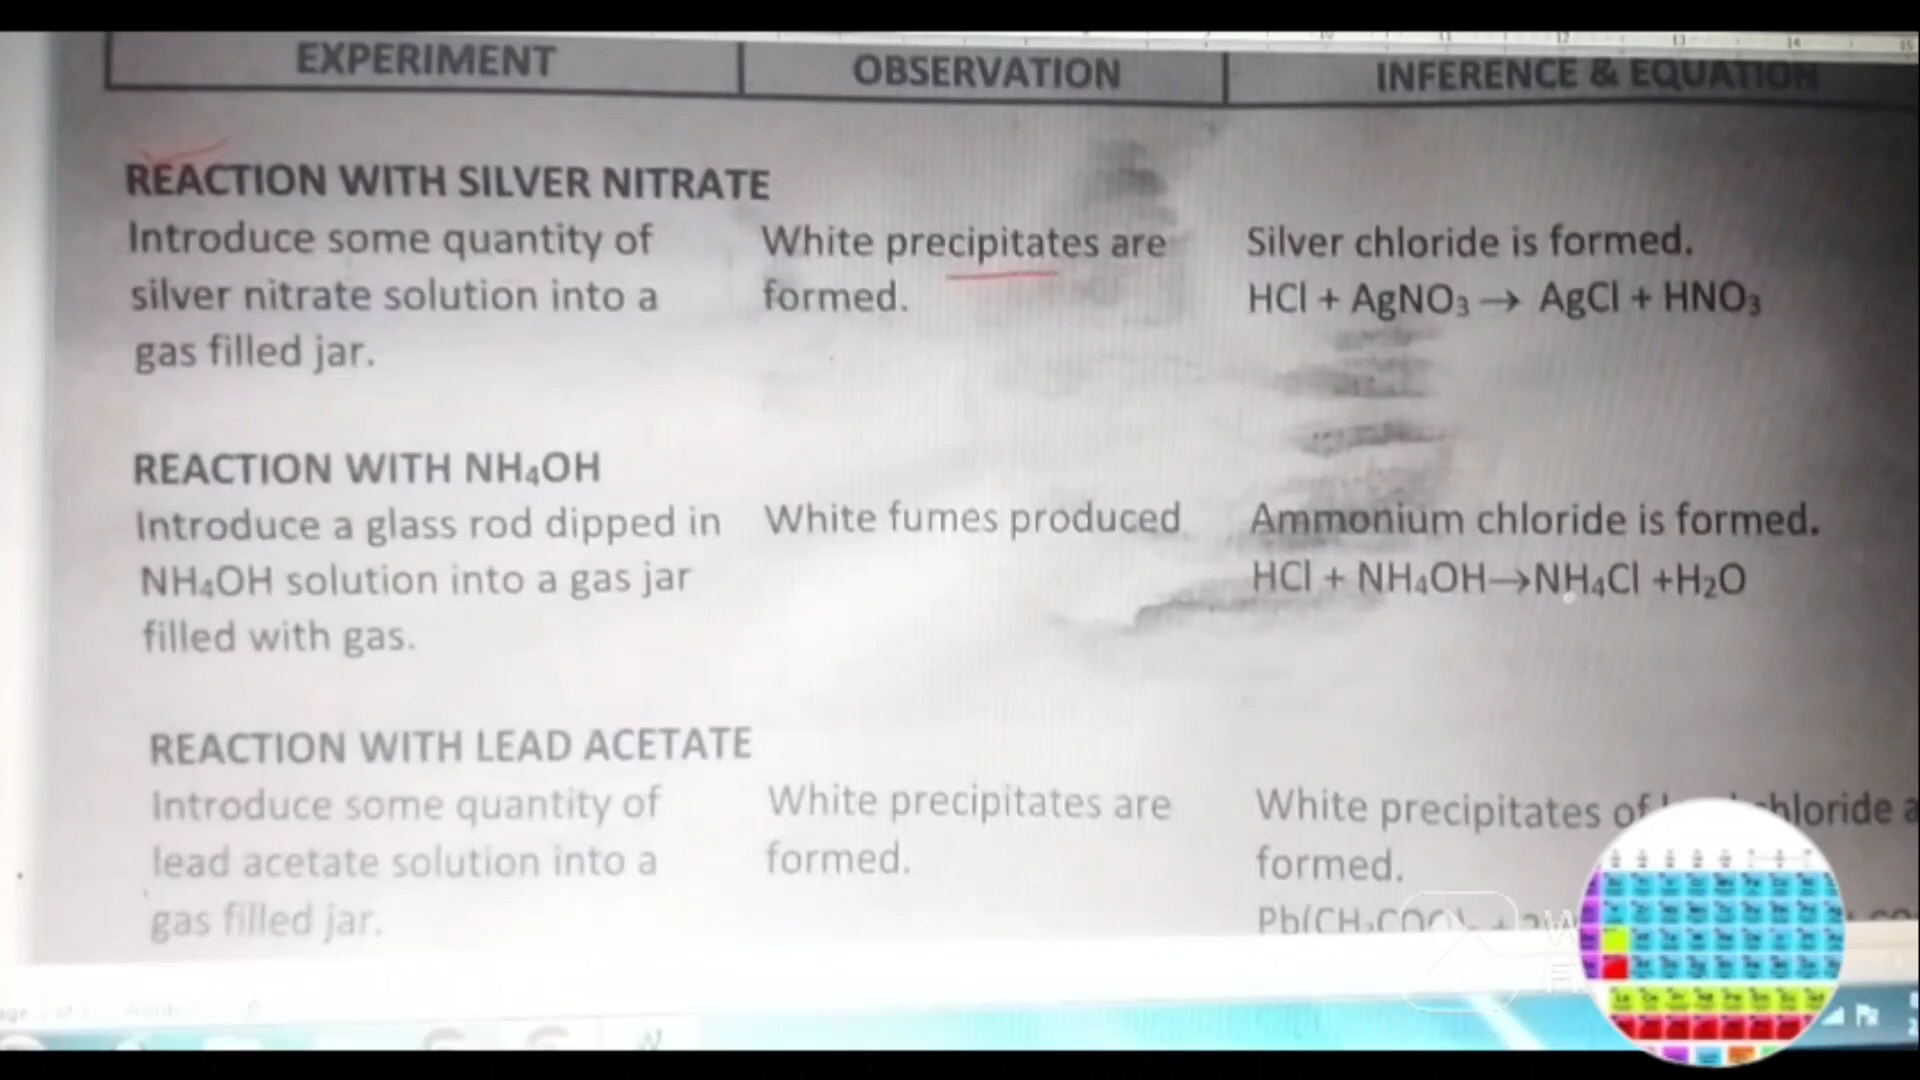 EXPERIMENT OBSERVATION INFERENCE & EQUATION
REACTION WITH SILVER NITRATE
Introduce some quantity of
silver nitrate solution into a
gas filled jar.
White precipitates are
formed.
Silver chloride is formed.
HCl + AgNO₃ → AgCl + HNO₃
REACTION WITH NH₄OH
Introduce a glass rod dipped in
NH₄OH solution into a gas jar
filled with gas.
White fumes produced
Ammonium chloride is formed.
HCl + NH₄OH→NH₄Cl +H₂O
REACTION WITH LEAD ACETATE
Introduce some quantity of
lead acetate solution into a
gas filled jar.
White precipitates are
formed.
White precipitates of chloride
formed.
Pb(CH₃COO)